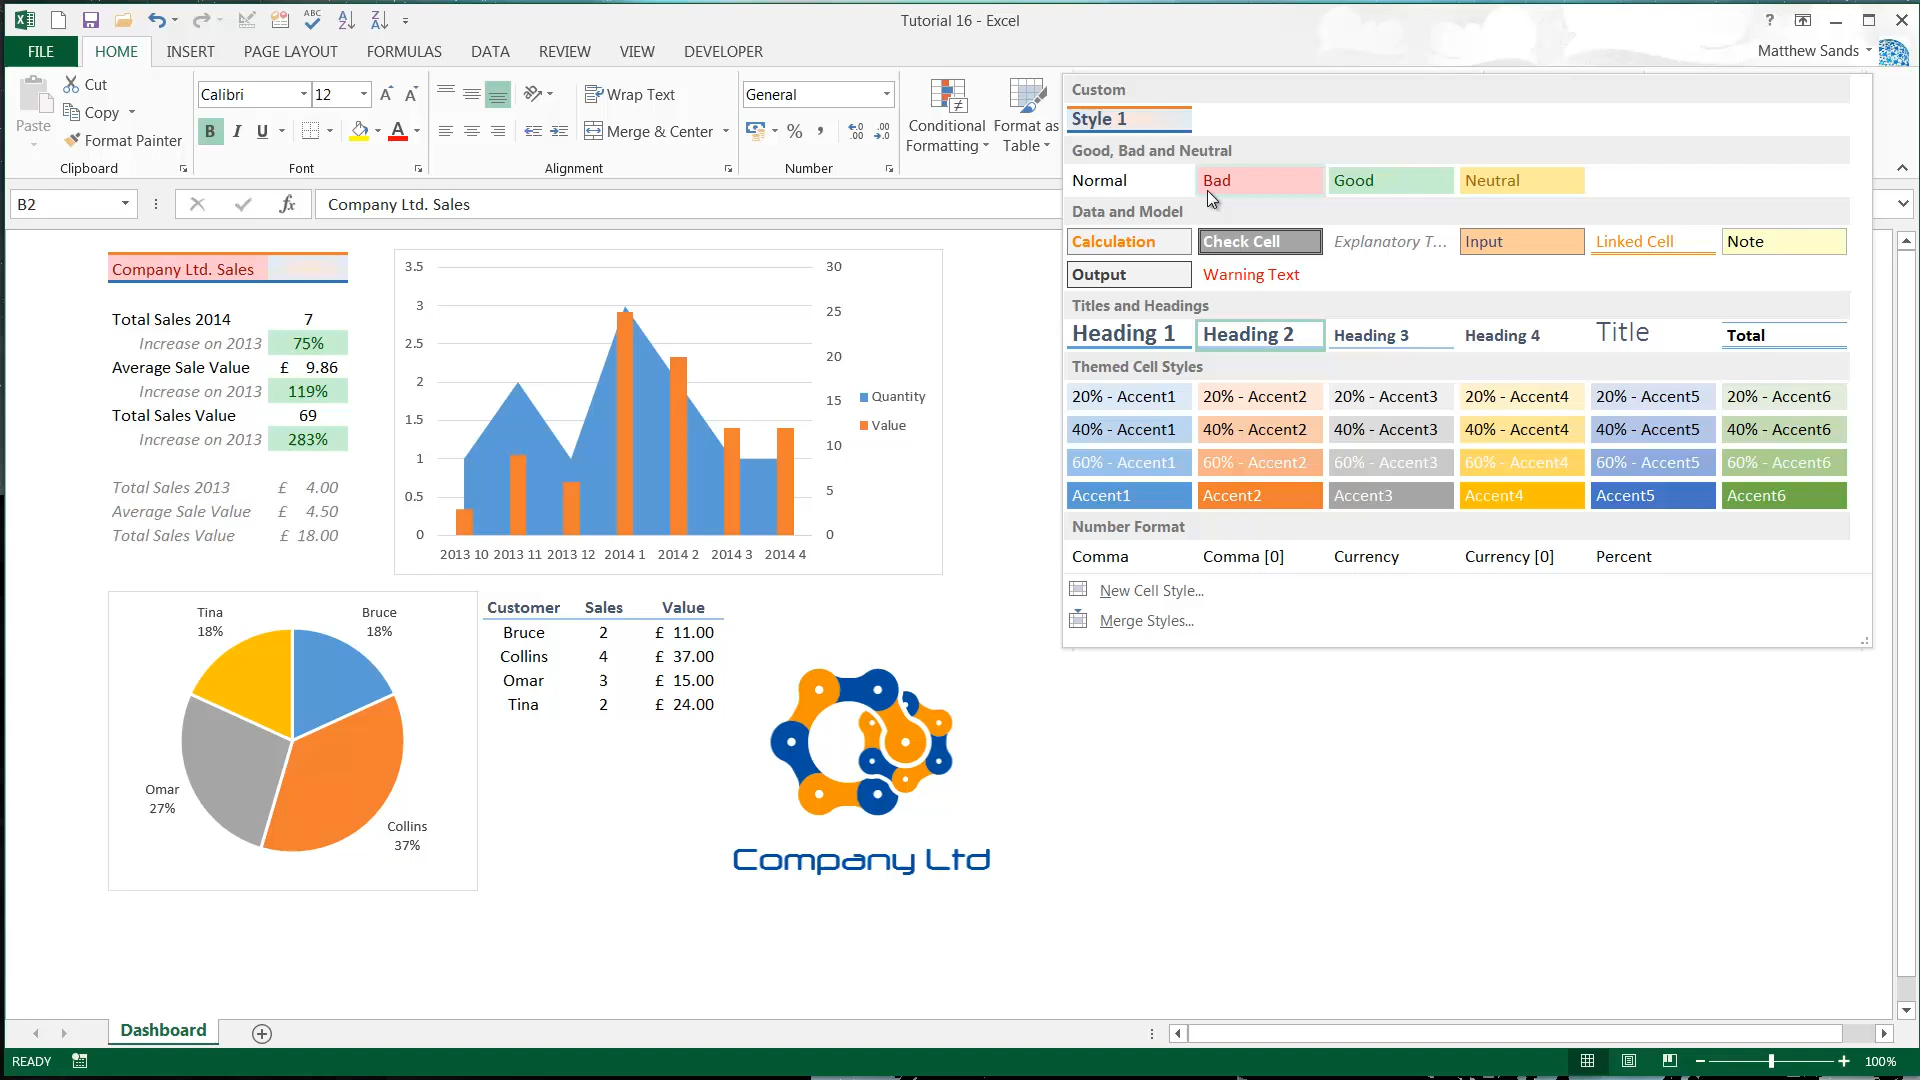 Tutorial 16 - Excel
?
FILE
HOME
INSERT
PAGE LAYOUT
FORMULAS
DATA
REVIEW
VIEW
DEVELOPER
Matthew Sands
Paste
Cut
Copy
Format Painter
Clipboard
Calibri
12
B I U
Font
Wrap Text
Merge & Center
Alignment
General
%
Number
Conditional
Formatting
Format as
Table
B2
fx
Company Ltd. Sales
Custom
Style 1
Good, Bad and Neutral
Normal Bad Good Neutral
Data and Model
Calculation Check Cell Explanatory T... Input Linked Cell Note
Output Warning Text
Titles and Headings
Heading 1 Heading 2 Heading 3 Heading 4 Title Total
Themed Cell Styles
20% - Accent1 20% - Accent2 20% - Accent3 20% - Accent4 20% - Accent5 20% - Accent6
40% - Accent1 40% - Accent2 40% - Accent3 40% - Accent4 40% - Accent5 40% - Accent6
60% - Accent1 60% - Accent2 60% - Accent3 60% - Accent4 60% - Accent5 60% - Accent6
Accent1 Accent2 Accent3 Accent4 Accent5 Accent6
Number Format
Comma Comma [0] Currency Currency [0] Percent
New Cell Style...
Merge Styles...
Company Ltd. Sales
Total Sales 2014 7
Increase on 2013 75%
Average Sale Value £ 9.86
Increase on 2013 119%
Total Sales Value 69
Increase on 2013 283%
Total Sales 2013 £ 4.00
Average Sale Value £ 4.50
Total Sales Value £ 18.00
3.5
3
2.5
2
1.5
1
0.5
0
30
25
20
15
10
5
0
2013 10 2013 11 2013 12 2014 1 2014 2 2014 3 2014 4
Quantity
Value
Tina
18%
Bruce
18%
Omar
27%
Collins
37%
Customer Sales Value
Bruce 2 £ 11.00
Collins 4 £ 37.00
Omar 3 £ 15.00
Tina 2 £ 24.00
Company Ltd
Dashboard
READY
100%